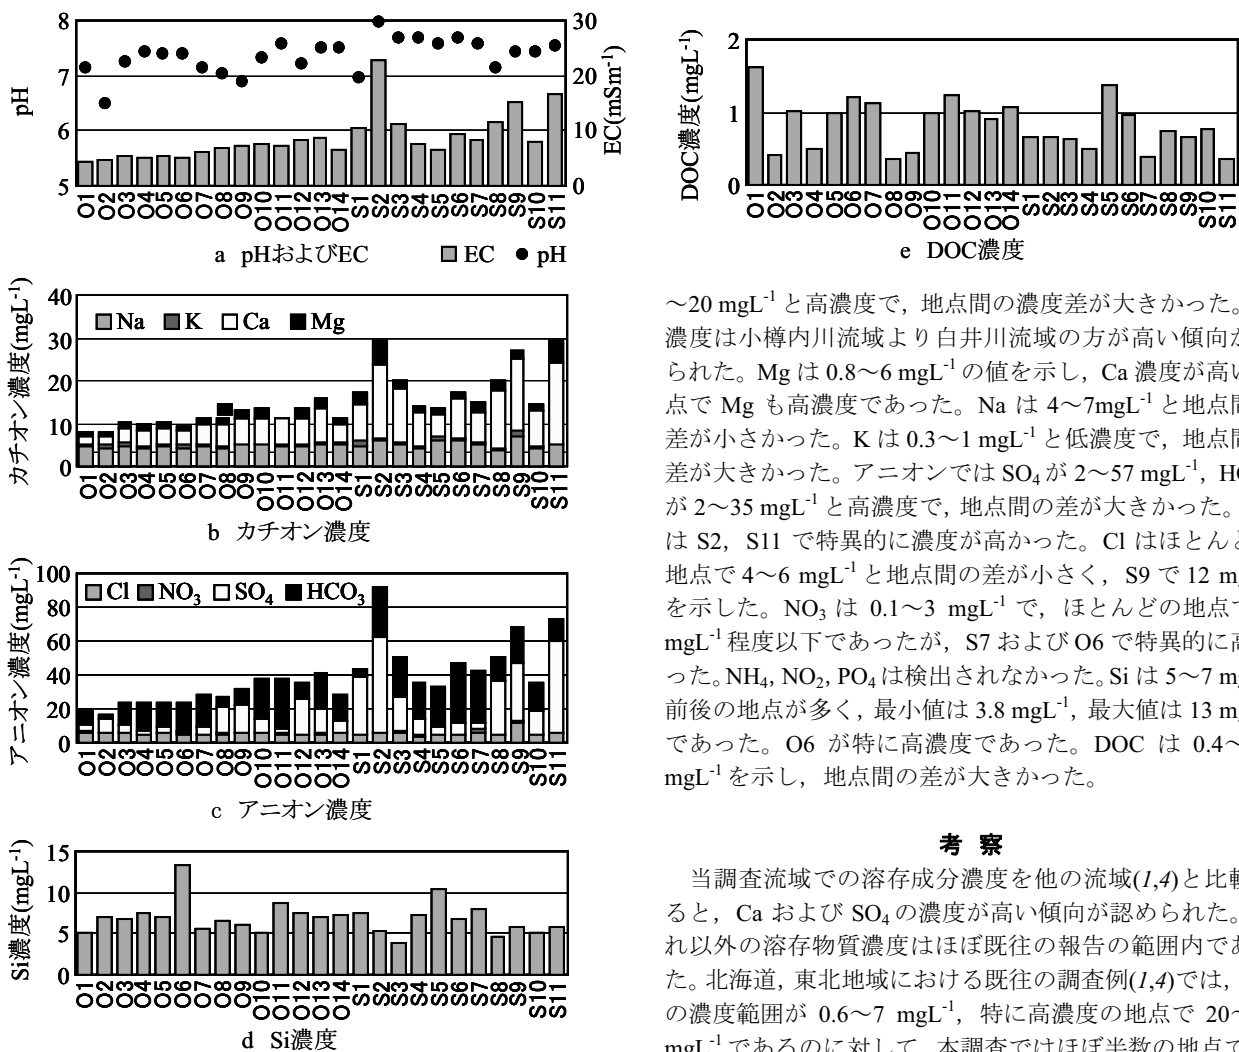 8
7
6
5
pH
30
20
10
0
EC(mSm-1)
O1 O2 O3 O4 O5 O6 O7 O8 O9 O10 O11 O12 O13 O14 S1 S2 S3 S4 S5 S6 S7 S8 S9 S10 S11
a pHおよびEC
EC pH
40
30
20
10
0
カチオン濃度(mgL-1)
Na K Ca Mg
O1 O2 O3 O4 O5 O6 O7 O8 O9 O10 O11 O12 O13 O14 S1 S2 S3 S4 S5 S6 S7 S8 S9 S10 S11
b カチオン濃度
100
80
60
40
20
0
アニオン濃度(mgL-1)
Cl NO3 SO4 HCO3
O1 O2 O3 O4 O5 O6 O7 O8 O9 O10 O11 O12 O13 O14 S1 S2 S3 S4 S5 S6 S7 S8 S9 S10 S11
c アニオン濃度
15
10
5
0
Si濃度(mgL-1)
O1 O2 O3 O4 O5 O6 O7 O8 O9 O10 O11 O12 O13 O14 S1 S2 S3 S4 S5 S6 S7 S8 S9 S10 S11
d Si濃度
2
1
0
DOC濃度(mgL-1)
O1 O2 O3 O4 O5 O6 O7 O8 O9 O10 O11 O12 O13 O14 S1 S2 S3 S4 S5 S6 S7 S8 S9 S10 S11
e DOC濃度
～20 mgL-1 と高濃度で，地点間の濃度差が大きかった。
濃度は小樽内川流域より白井川流域の方が高い傾向が
られた。Mg は 0.8～6 mgL-1 の値を示し，Ca 濃度が高い
点で Mg も高濃度であった。Na は 4～7mgL-1 と地点間
差が小さかった。K は 0.3～1 mgL-1 と低濃度で，地点間
差が大きかった。アニオンでは SO4 が 2～57 mgL-1，HC
が 2～35 mgL-1 と高濃度で，地点間の差が大きかった。
は S2，S11 で特異的に濃度が高かった。Cl はほとんど
地点で 4～6 mgL-1 と地点間の差が小さく，S9 で 12 mg
を示した。NO3 は 0.1～3 mgL-1 で，ほとんどの地点で
mgL-1 程度以下であったが，S7 および O6 で特異的に高
った。NH4, NO2, PO4 は検出されなかった。Si は 5～7 mg
前後の地点が多く，最小値は 3.8 mgL-1，最大値は 13 mg
であった。O6 が特に高濃度であった。DOC は 0.4～
mgL-1 を示し，地点間の差が大きかった。
考 察
当調査流域での溶存成分濃度を他の流域(1,4)と比較
ると，Ca および SO4 の濃度が高い傾向が認められた。
れ以外の溶存物質濃度はほぼ既往の報告の範囲内であ
た。北海道，東北地域における既往の調査例(1,4)では，
の濃度範囲が 0.6～7 mgL-1，特に高濃度の地点で 20～
mgL-1 であるのに対して，本調査ではほぼ半数の地点で